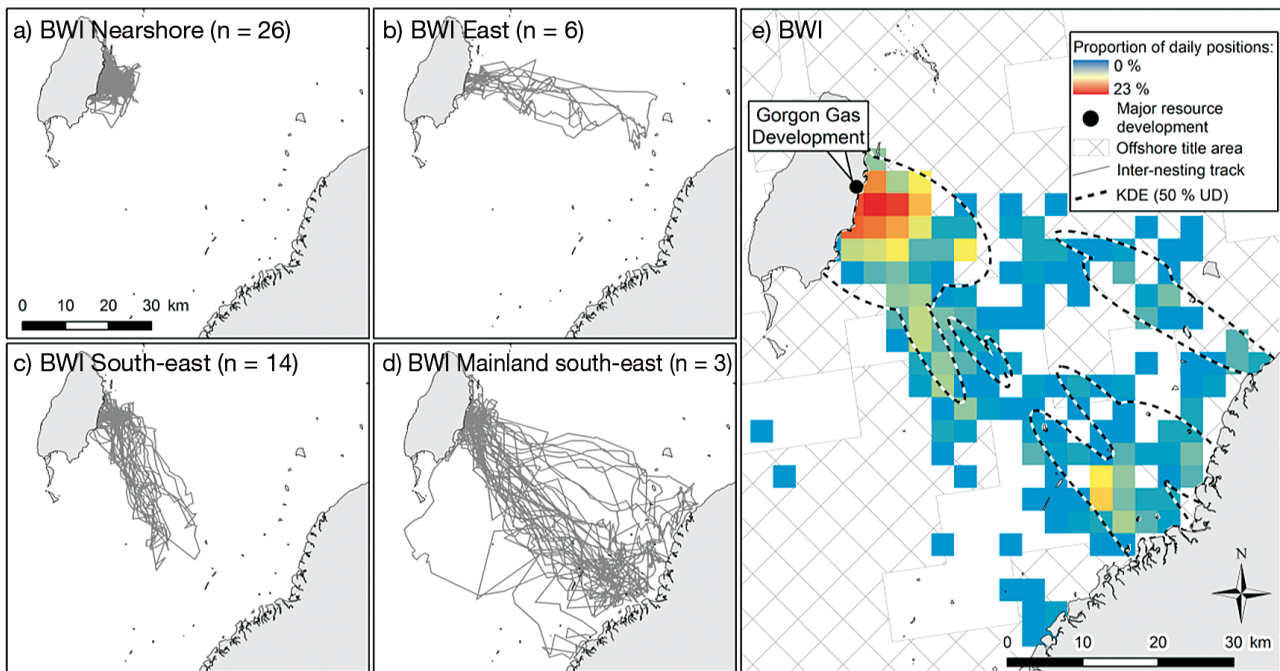 a) BWI Nearshore (n = 26)
0 10 20 30 km
b) BWI East (n = 6)
c) BWI South-east (n = 14)
d) BWI Mainland south-east (n = 3)
e) BWI
Gorgon Gas
Development
Proportion of daily positions:
0 %
23 %
Major resource
development
Offshore title area
Inter-nesting track
KDE (50 % UD)
N
0 10 20 30 km